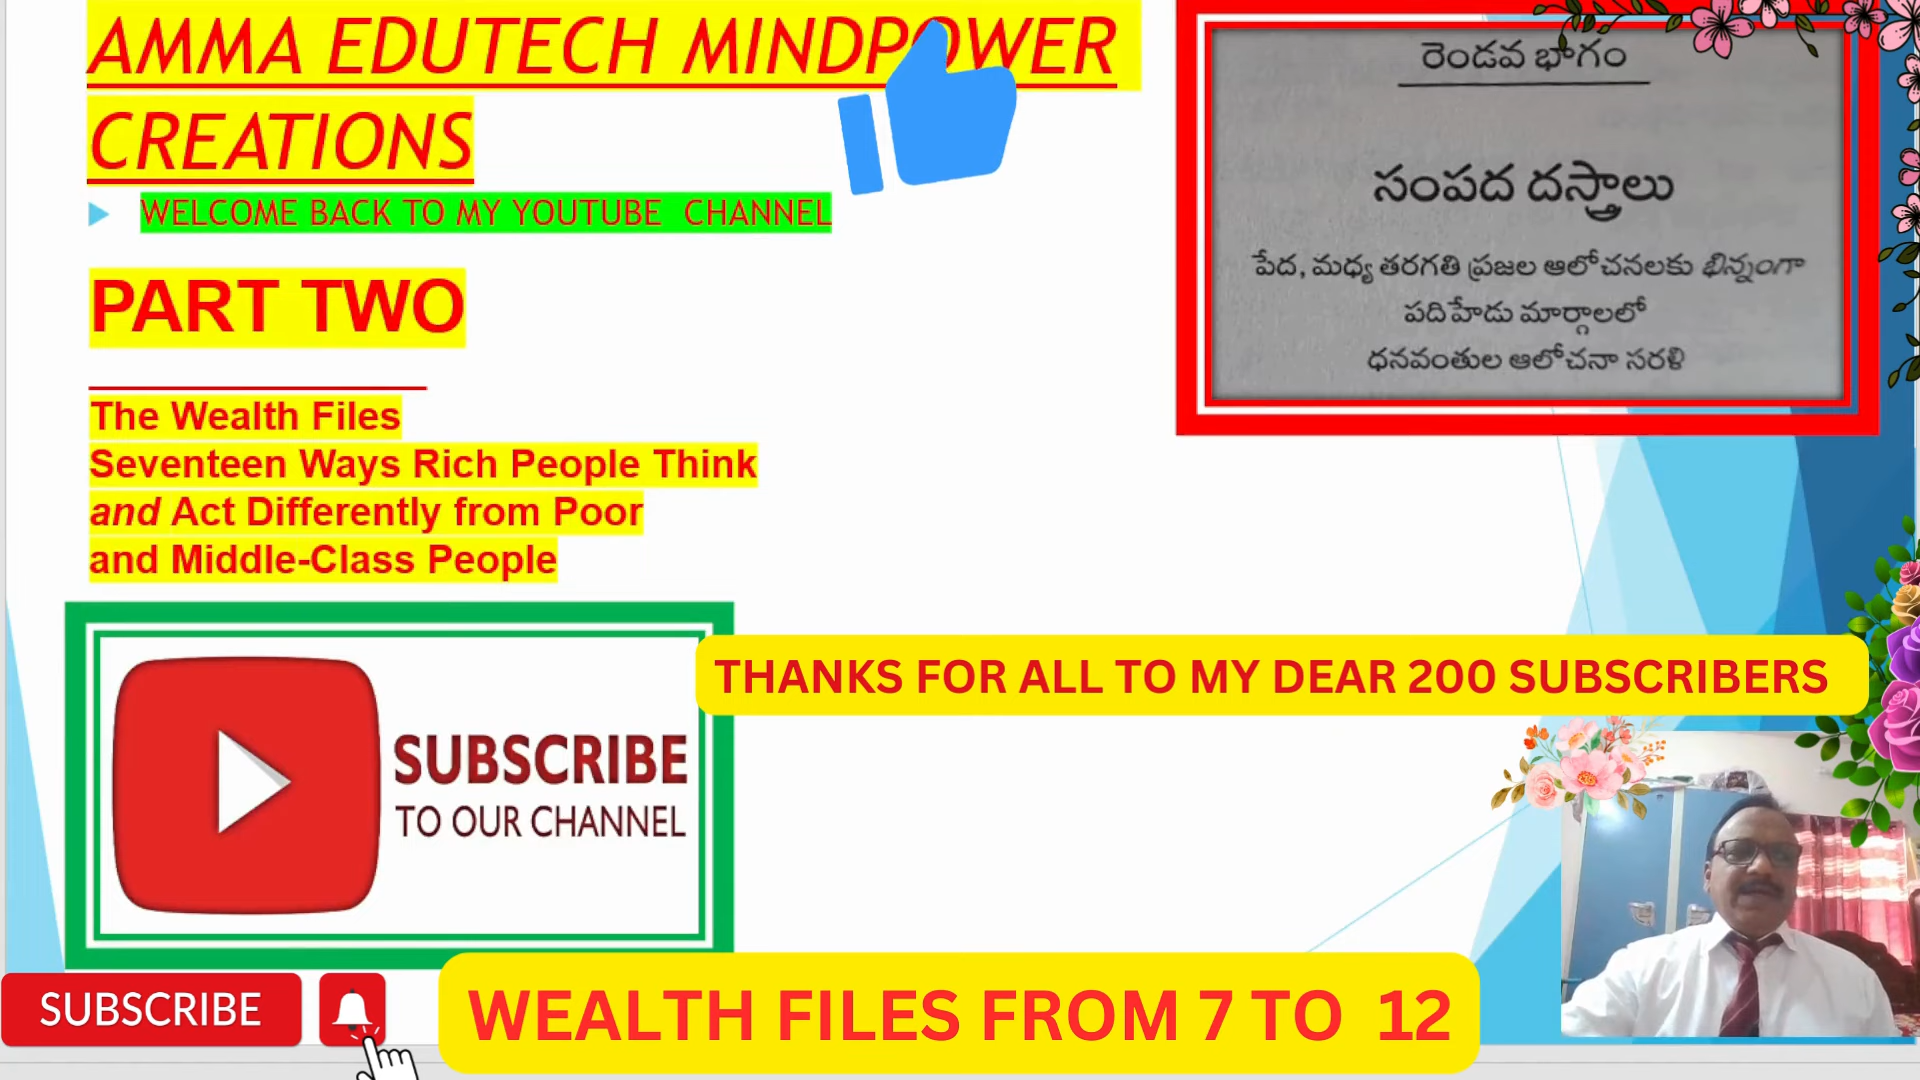 AMMA EDUTECH MINDPOWER
CREATIONS
WELCOME BACK TO MY YOUTUBE CHANNEL
PART TWO
The Wealth Files
Seventeen Ways Rich People Think
and Act Differently from Poor
and Middle-Class People
రెండవ భాగం
సంపద దస్త్రాలు
పేద, మధ్య తరగతి ప్రజల ఆలోచనలకు భిన్నంగా
పదిహేడు మార్గాలలో
ధనవంతుల ఆలోచనా సరళి
THANKS FOR ALL TO MY DEAR 200 SUBSCRIBERS
SUBSCRIBE
TO OUR CHANNEL
SUBSCRIBE
WEALTH FILES FROM 7 TO 12